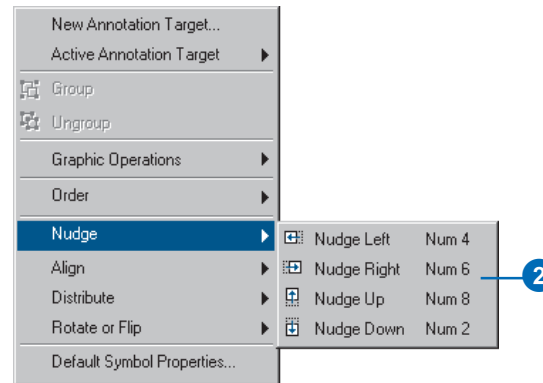 New Annotation Target...
Active Annotation Target
Group
Ungroup
Graphic Operations
Order
Nudge
Align
Distribute
Rotate or Flip
Default Symbol Properties...
Nudge Left Num 4
Nudge Right Num 6
Nudge Up Num 8
Nudge Down Num 2
2